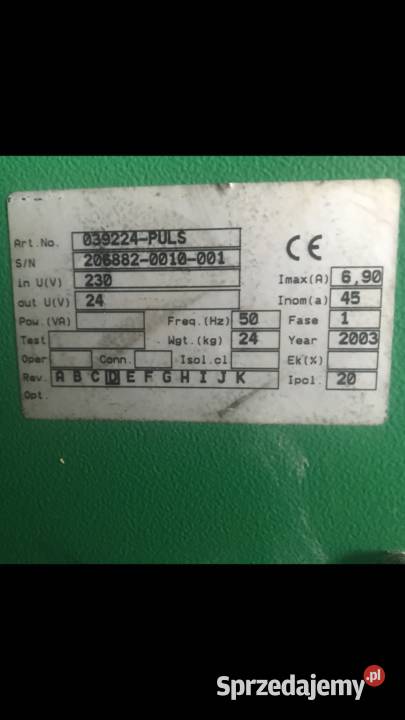 Art.No. 039224-PULS
S/N 206882-0010-001
CE
in U(V) 230 Imax(A) 6,90
out U(V) 24 Inom(a) 45
Pow.(VA) Freq.(Hz) 50 Fase 1
Test Wgt.(kg) 24 Year 2003
Oper Conn. Isol.cl Ek(%)
Rev. A B C D E F G H I J K Ipcl. 20
Opt.
Sprzedajemy.pl